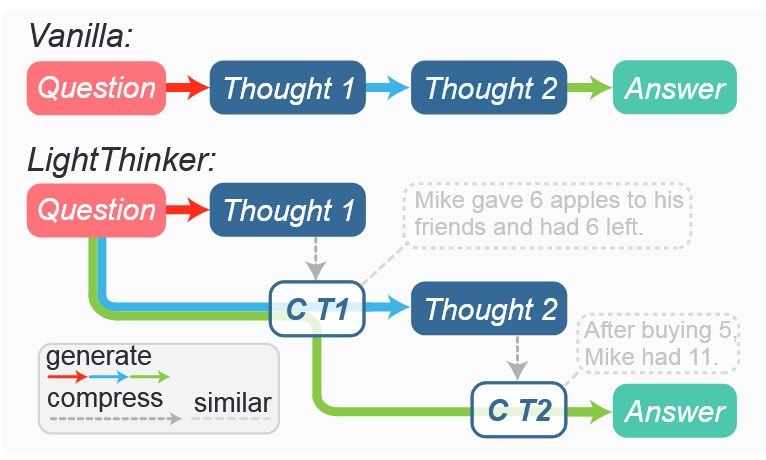 Vanilla:
Question Thought 1 Thought 2 Answer
LightThinker:
Question Thought 1
Mike gave 6 apples to his
friends and had 6 left.
C T1 Thought 2
After buying 5,
Mike had 11.
generate
compress similar
C T2 Answer